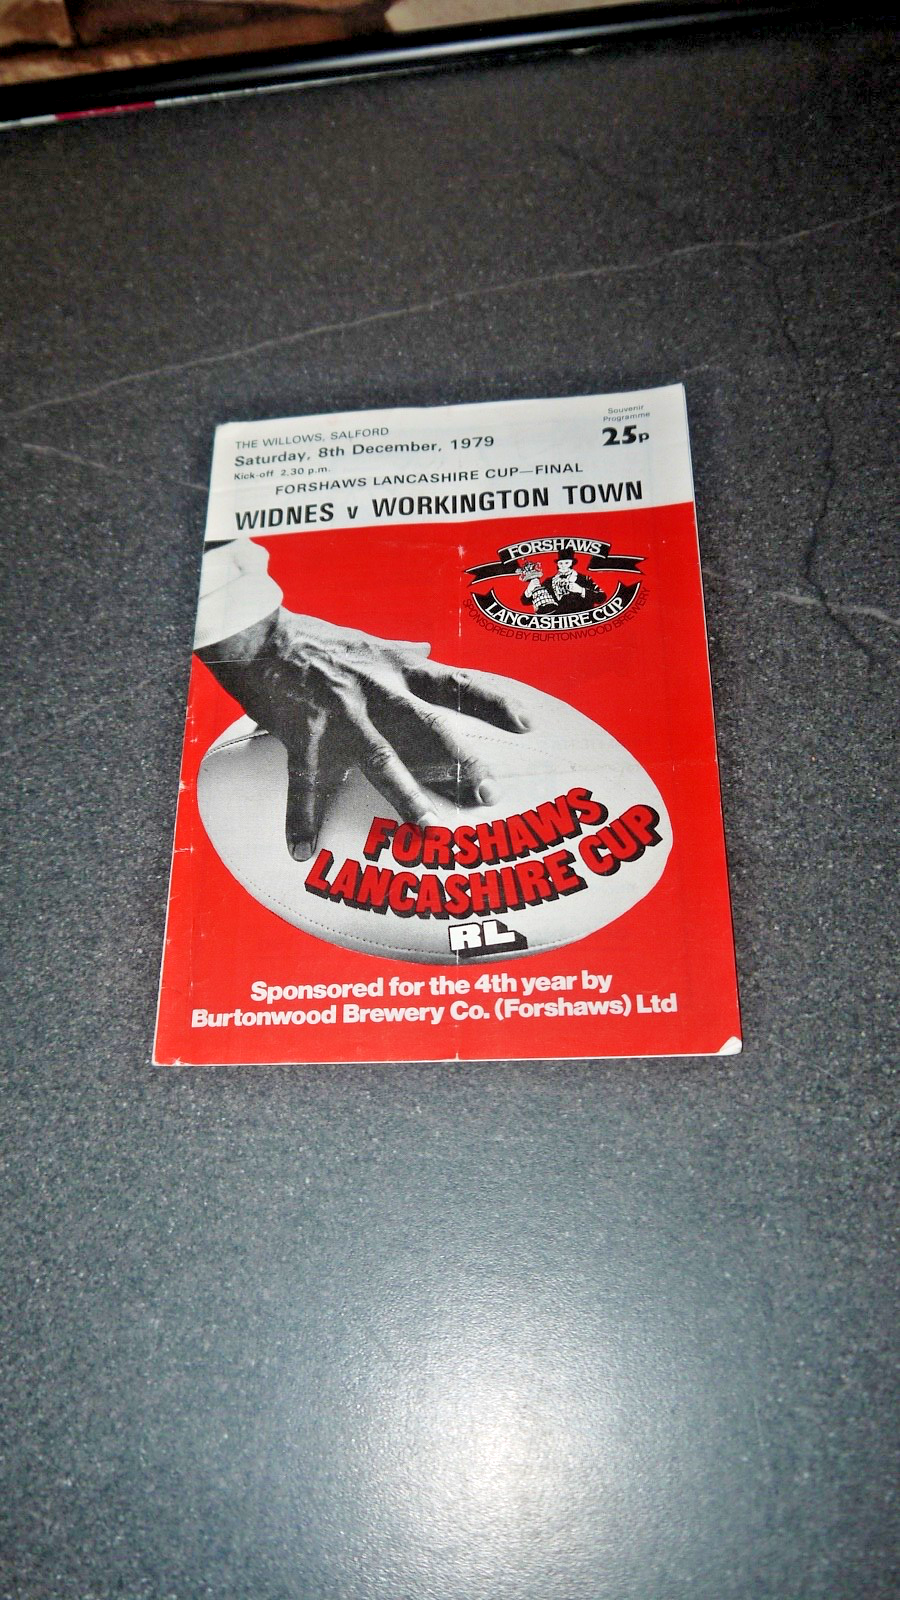 THE WILLOWS, SALFORD
Saturday, 8th December, 1979
Kick-off 2.30 p.m.
Souvenir
Programme
25p
FORSHAWS LANCASHIRE CUP—FINAL
WIDNES v WORKINGTON TOWN
FORSHAWS
LANCASHIRE CUP
SPONSORED BY BURTONWOOD BREWERY
FORSHAWS
LANCASHIRE CUP
RL
Sponsored for the 4th year by
Burtonwood Brewery Co. (Forshaws) Ltd